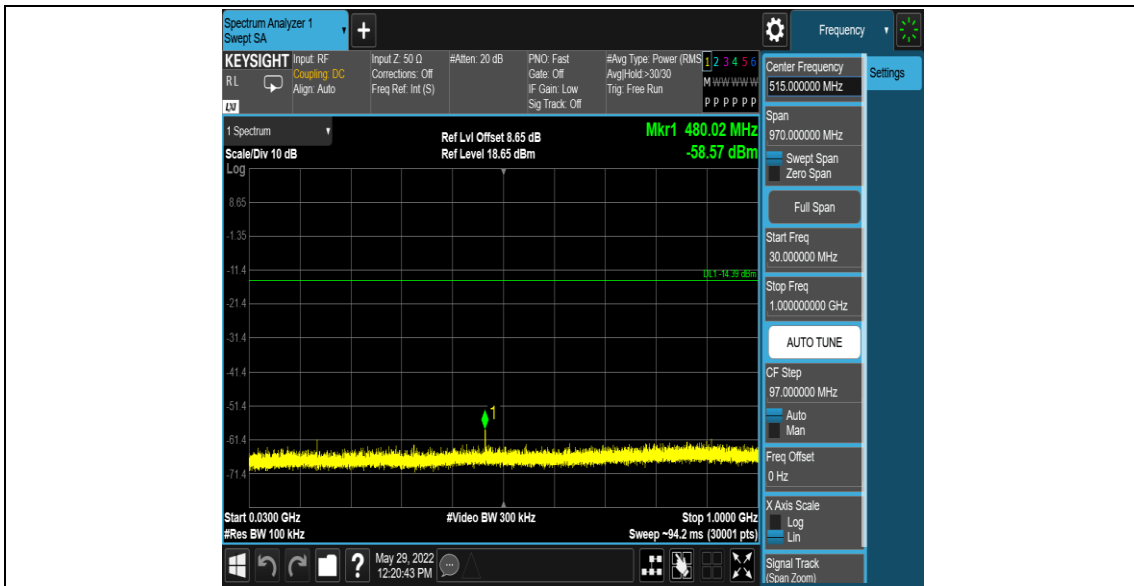 Spectrum Analyzer 1
Swept SA
Frequency
KEYSIGHT
RL
LXI
Input: RF
Coupling: DC
Align: Auto
Input Z: 50 Ω
Corrections: Off
Freq Ref: Int (S)
#Atten: 20 dB
PNO: Fast
Gate: Off
IF Gain: Low
Sig Track: Off
#Avg Type: Power (RMS
Avg|Hold:>30/30
Trig: Free Run
1 2 3 4 5 6
M W W W W W
P P P P P P
Center Frequency
515.000000 MHz
Settings
Span
970.000000 MHz
Swept Span
Zero Span
Full Span
Start Freq
30.000000 MHz
Stop Freq
1.000000000 GHz
AUTO TUNE
CF Step
97.000000 MHz
Auto
Man
Freq Offset
0 Hz
X Axis Scale
Log
Lin
Signal Track
(Span Zoom)
1 Spectrum
Scale/Div 10 dB
Log
Ref Lvl Offset 8.65 dB
Ref Level 18.65 dBm
Mkr1 480.02 MHz
-58.57 dBm
8.65
-1.35
-11.4
DL1 -14.39 dBm
-21.4
-31.4
-41.4
-51.4
1
-61.4
-71.4
Start 0.0300 GHz
#Video BW 300 kHz
Stop 1.0000 GHz
#Res BW 100 kHz
Sweep ~94.2 ms (30001 pts)
?
May 29, 2022
12:20:43 PM